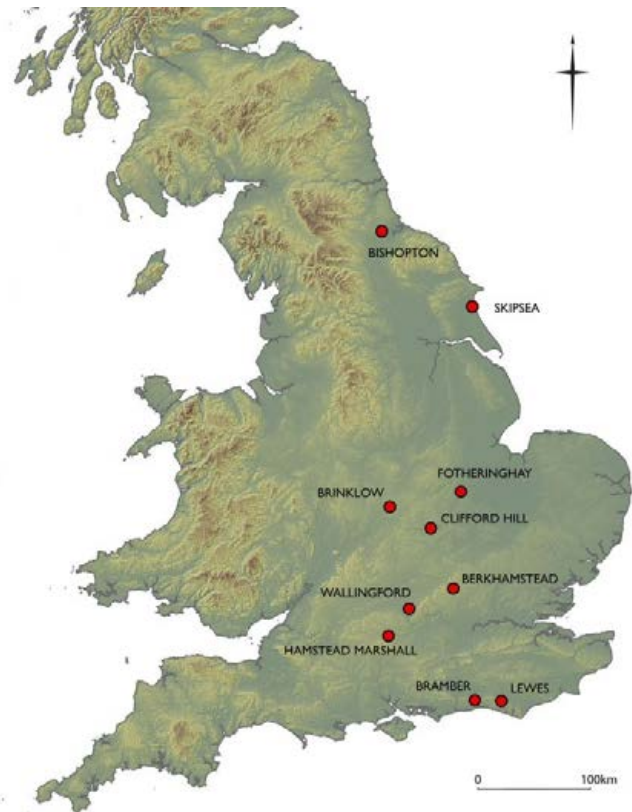 BISHOPTON
SKIPSEA
FOTHERINGHAY
BRINKLOW
CLIFFORD HILL
BERKHAMSTEAD
WALLINGFORD
HAMSTEAD MARSHALL
BRAMBER
LEWES
0 100km